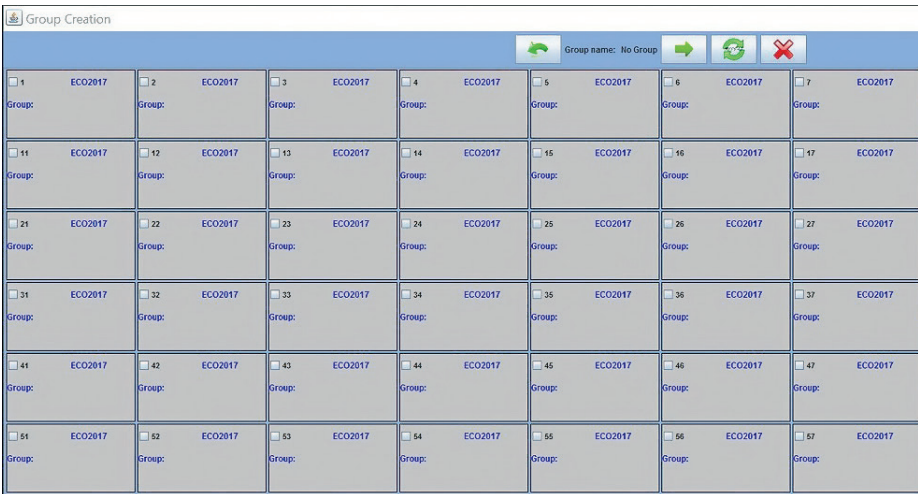 Group Creation
Group name: No Group
1 ECO2017 2 ECO2017 3 ECO2017 4 ECO2017 5 ECO2017 6 ECO2017 7 ECO2017
Group: Group: Group: Group: Group: Group: Group:
11 ECO2017 12 ECO2017 13 ECO2017 14 ECO2017 15 ECO2017 16 ECO2017 17 ECO2017
Group: Group: Group: Group: Group: Group: Group:
21 ECO2017 22 ECO2017 23 ECO2017 24 ECO2017 25 ECO2017 26 ECO2017 27 ECO2017
Group: Group: Group: Group: Group: Group: Group:
31 ECO2017 32 ECO2017 33 ECO2017 34 ECO2017 35 ECO2017 36 ECO2017 37 ECO2017
Group: Group: Group: Group: Group: Group: Group:
41 ECO2017 42 ECO2017 43 ECO2017 44 ECO2017 45 ECO2017 46 ECO2017 47 ECO2017
Group: Group: Group: Group: Group: Group: Group:
51 ECO2017 52 ECO2017 53 ECO2017 54 ECO2017 55 ECO2017 56 ECO2017 57 ECO2017
Group: Group: Group: Group: Group: Group: Group: